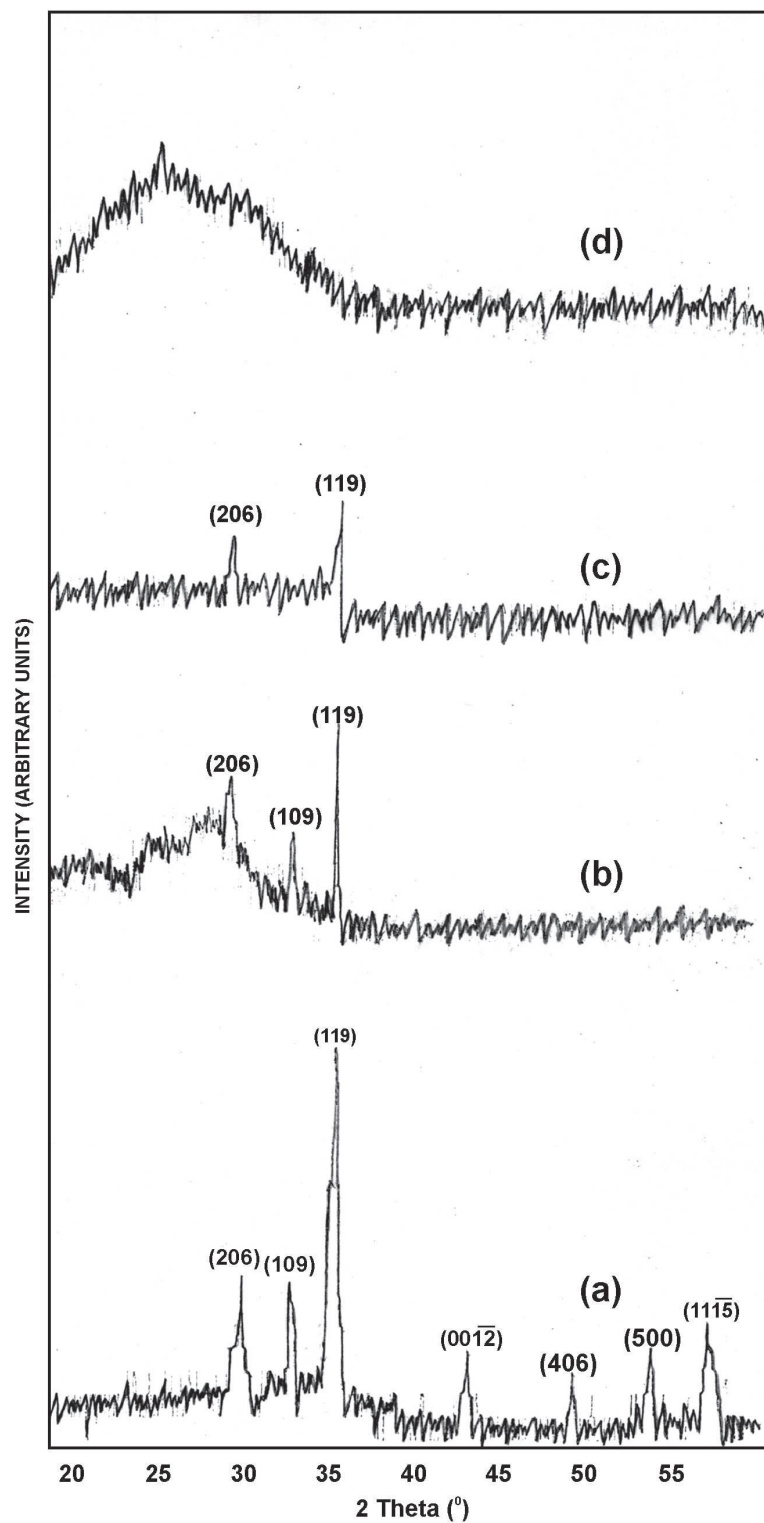 (d)
(119)
(206)
(c)
(119)
(206)
(109)
(b)
INTENSITY (ARBITRARY UNITS)
(119)
(206)
(109)
(a)
(111̅5̅)
(001̅2̅)
(500)
(406)
20 25 30 35 40 45 50 55
2 Theta (⁰)